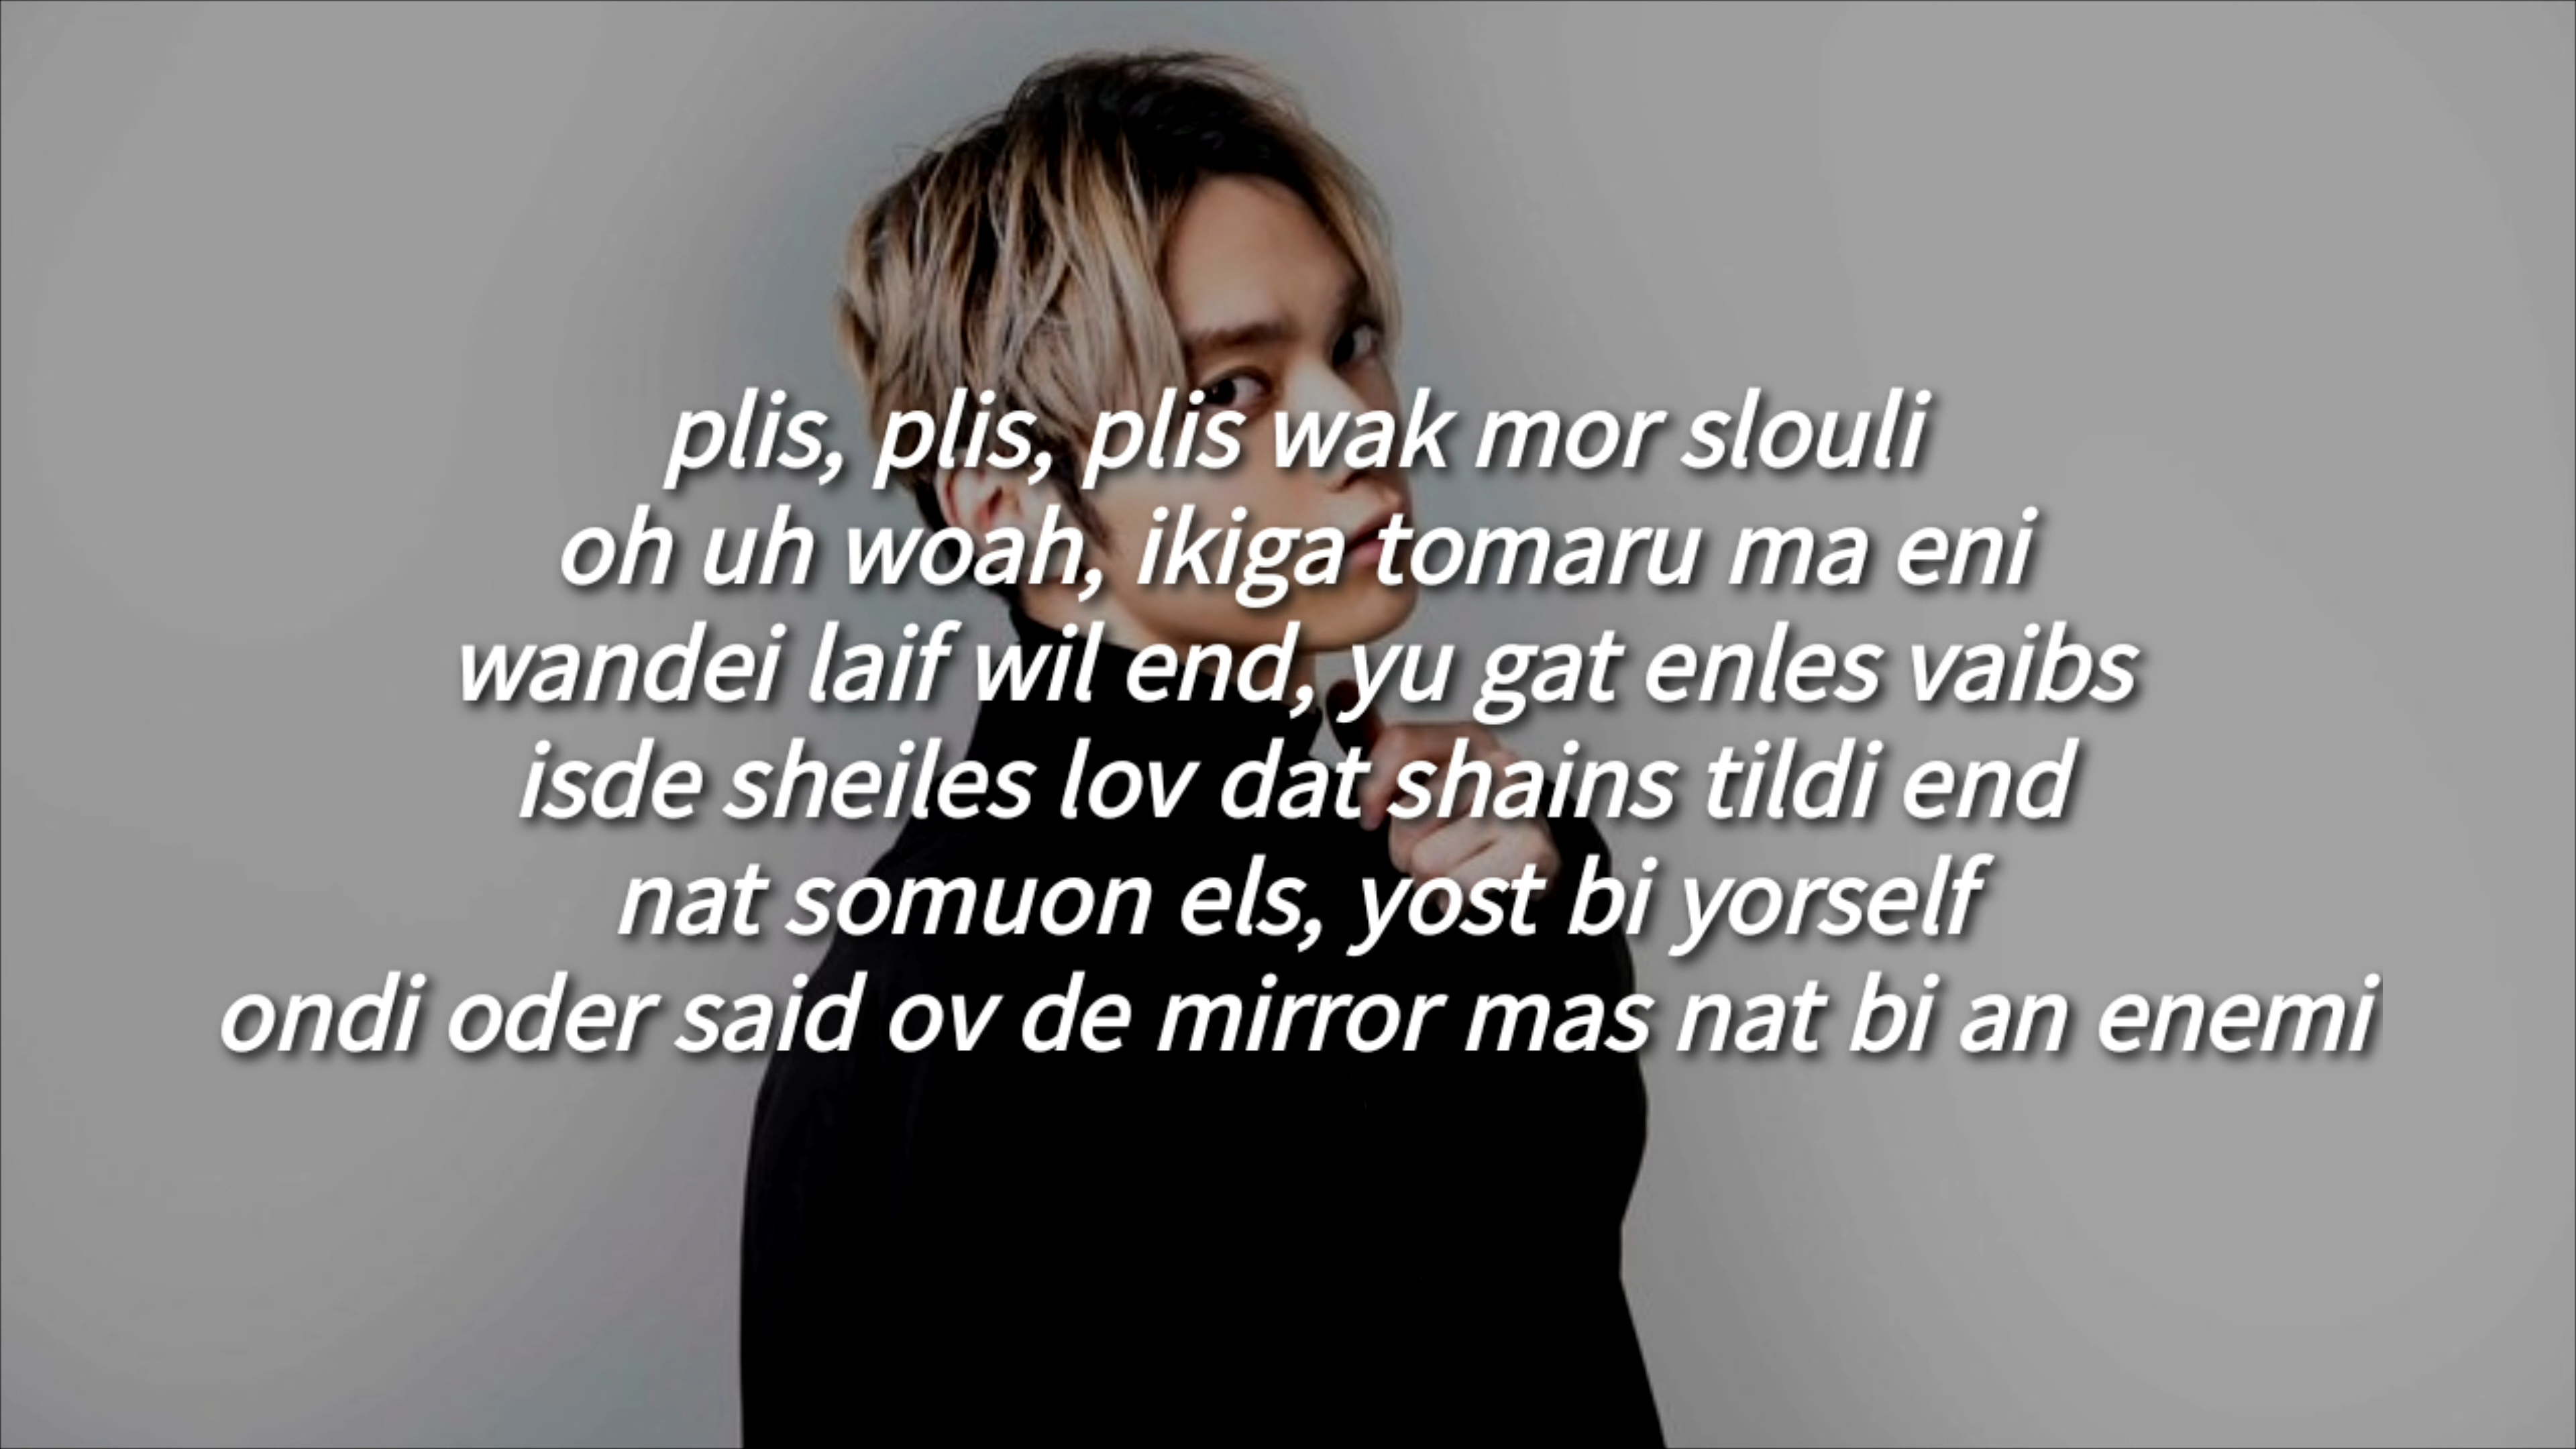 plis, plis, plis wak mor slouli
oh uh woah, ikiga tomaru ma eni
wandei laif wil end, yu gat enles vaibs
isde sheiles lov dat shains tildi end
nat somuon els, yost bi yorself
ondi oder said ov de mirror mas nat bi an enemi